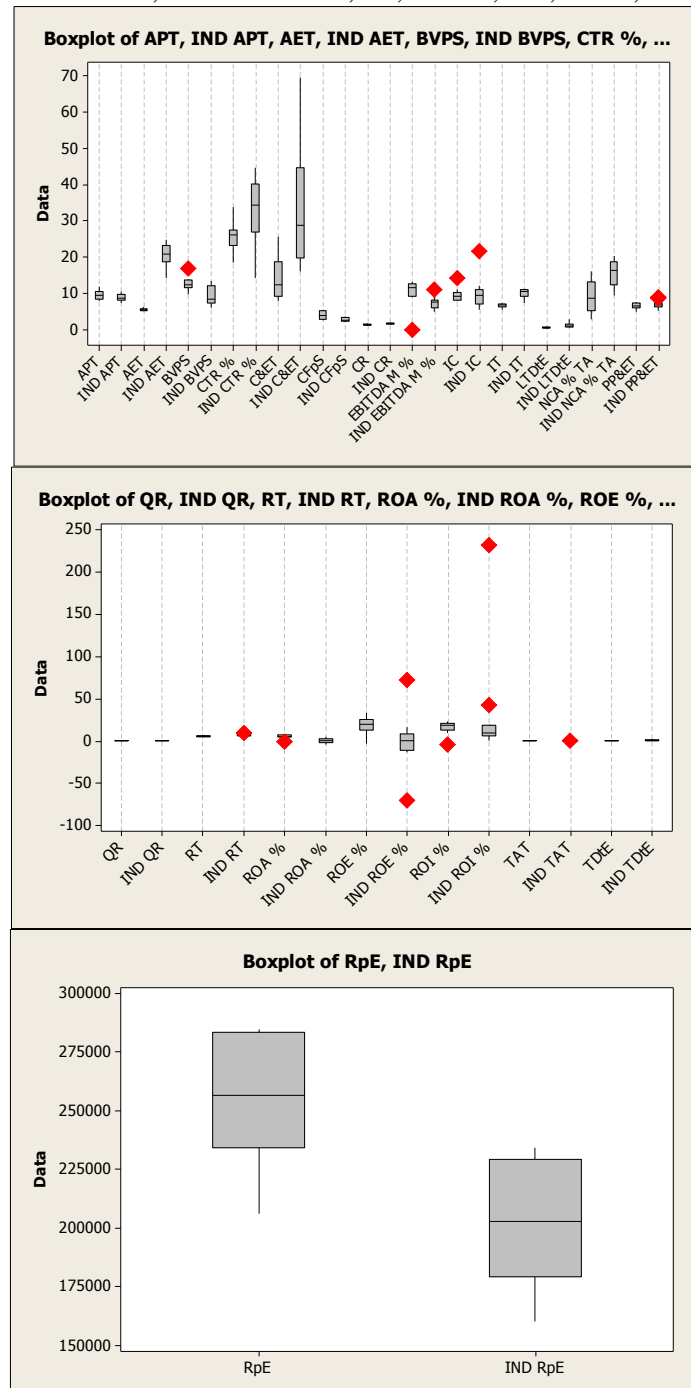 Boxplot of APT, IND APT, AET, IND AET, BVPS, IND BVPS, CTR %, ...
70
60
50
40
30
20
10
0
Data
APT
IND APT
AET
IND AET
BVPS
IND BVPS
CTR %
IND CTR %
C&ET
IND C&ET
CFpS
IND CFpS
CR
IND CR
EBITDA M %
IND EBITDA M %
IC
IND IC
IT
IND IT
LTDtE
IND LTDtE
NCA % TA
IND NCA % TA
PP&ET
IND PP&ET
Boxplot of QR, IND QR, RT, IND RT, ROA %, IND ROA %, ROE %, ...
250
200
150
100
50
0
-50
-100
Data
QR
IND QR
RT
IND RT
ROA %
IND ROA %
ROE %
IND ROE %
ROI %
IND ROI %
TAT
IND TAT
TDtE
IND TDtE
Boxplot of RpE, IND RpE
300000
275000
250000
225000
200000
175000
150000
Data
RpE
IND RpE